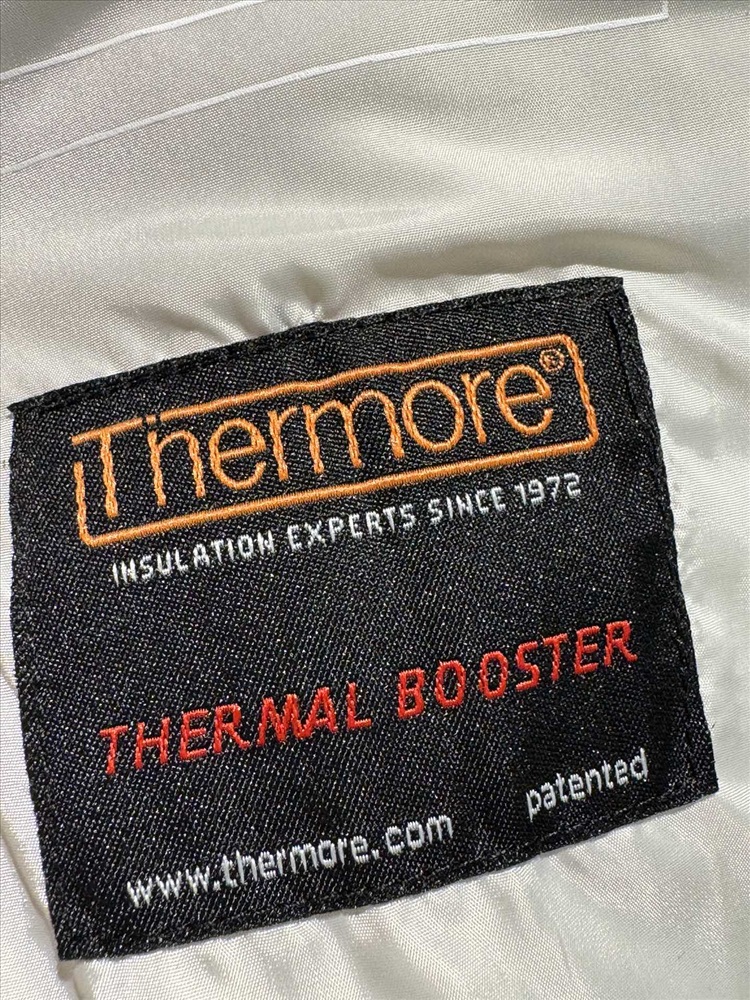 Thermore®
INSULATION EXPERTS SINCE 1972
THERMAL BOOSTER
patented
www.thermore.com